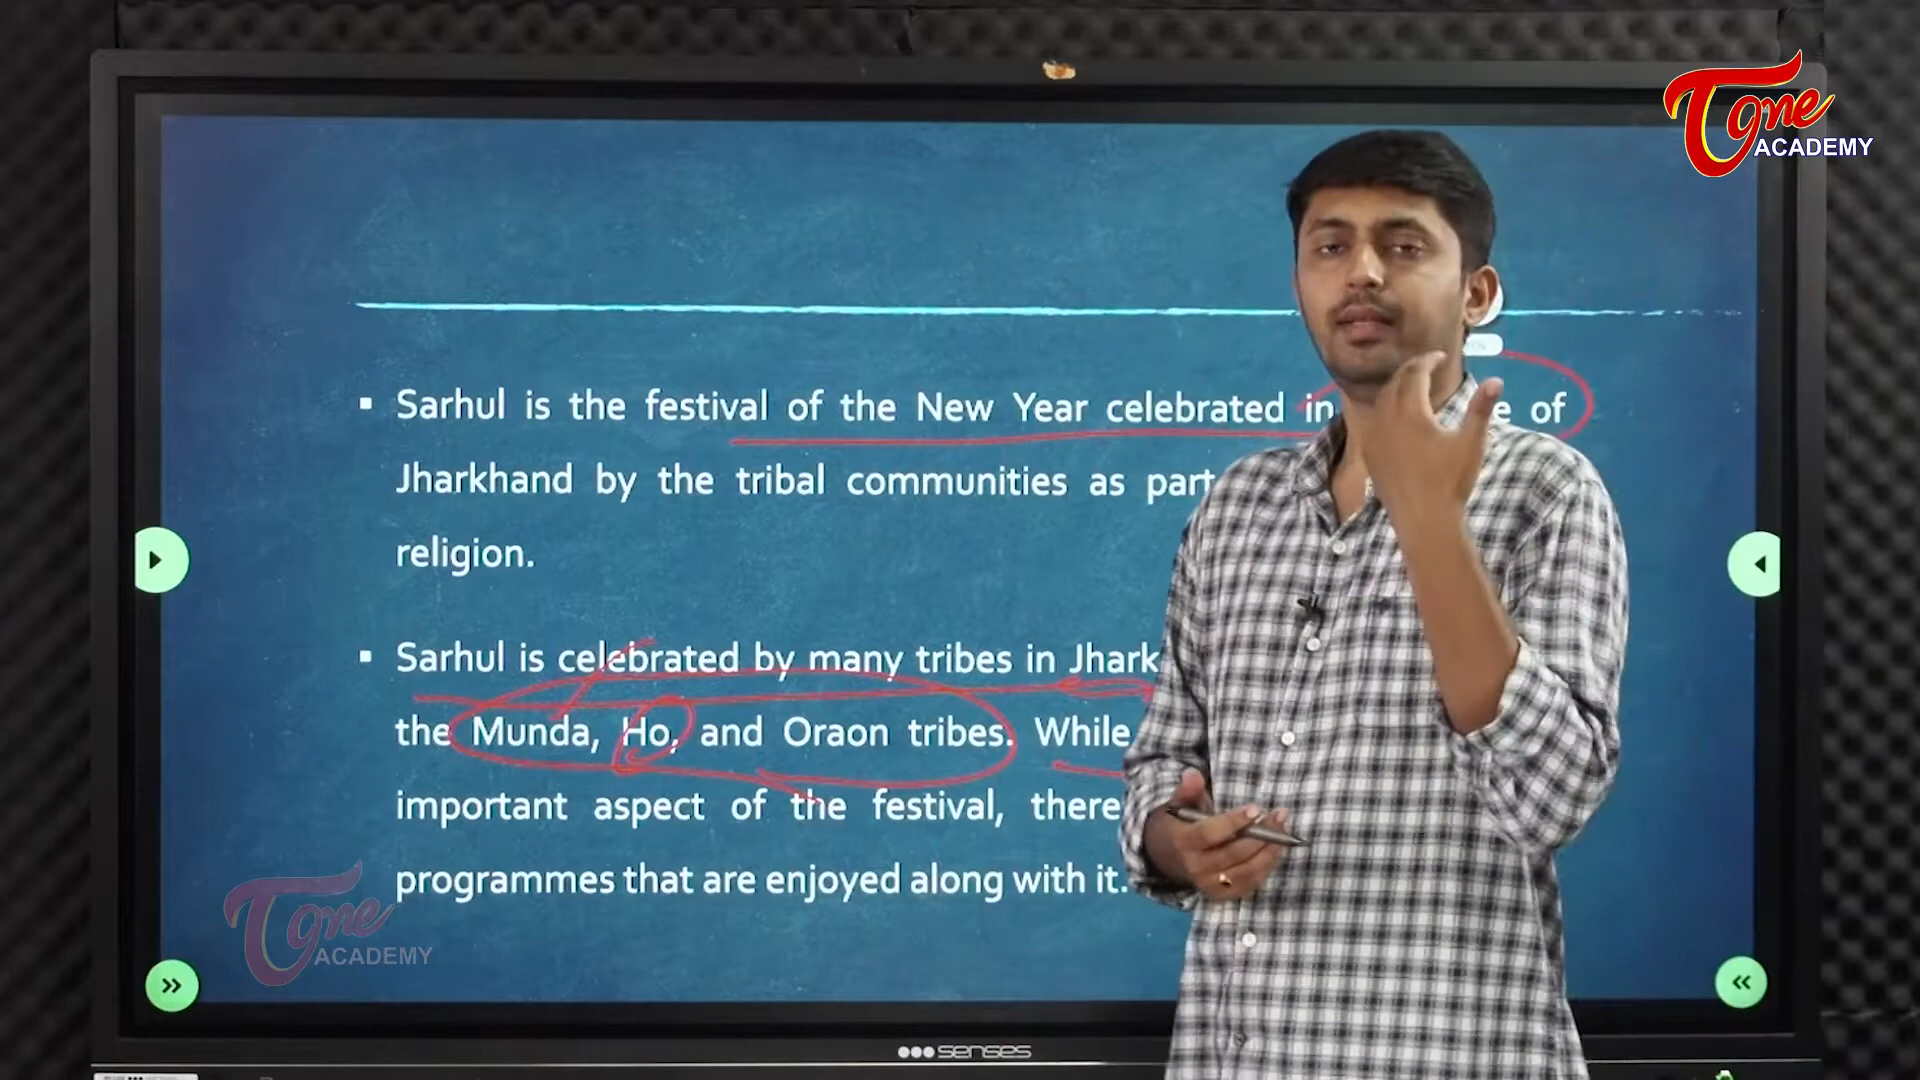 Tone
ACADEMY
Sarhul is the festival of the New Year celebrated in of
Jharkhand by the tribal communities as part
religion.
Sarhul is celebrated by many tribes in Jhark
the Munda, Ho, and Oraon tribes. While
important aspect of the festival, there
programmes that are enjoyed along with it.
Tone
ACADEMY
senses